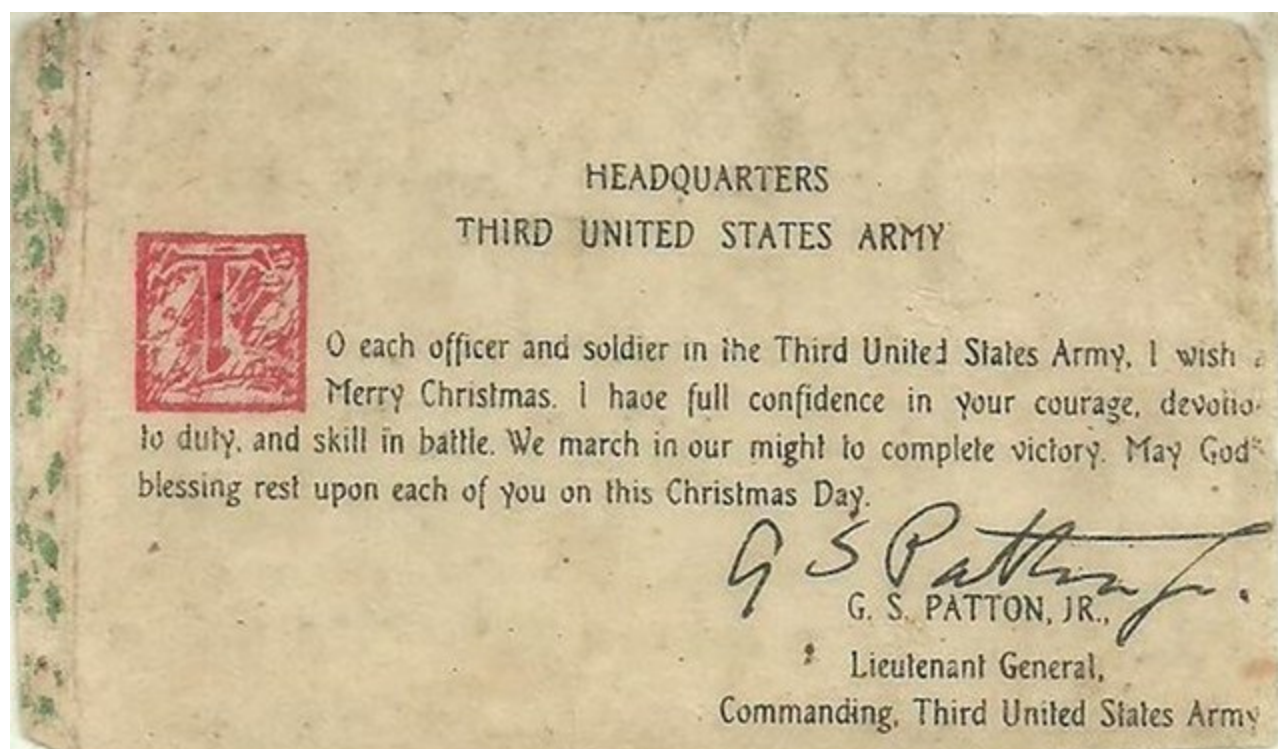 HEADQUARTERS
THIRD UNITED STATES ARMY
TO each officer and soldier in the Third United States Army, I wish a
Merry Christmas. I have full confidence in your courage, devotio
to duty, and skill in battle. We march in our might to complete victory. May God's
blessing rest upon each of you on this Christmas Day.
G S Patton Jr.
G. S. PATTON, JR.,
Lieutenant General,
Commanding, Third United States Army